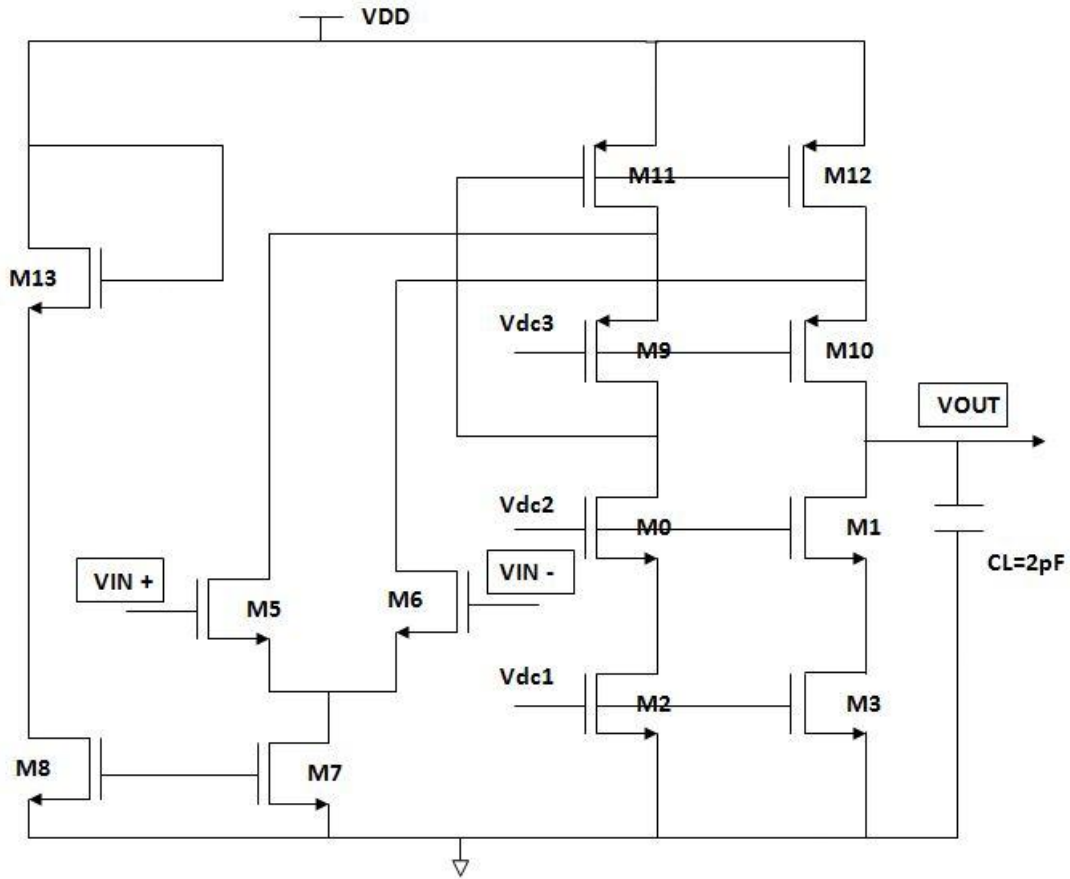 VDD
M11
M12
M13
Vdc3
M9
M10
VOUT
Vdc2
M0
M1
CL=2pF
VIN +
M5
M6
VIN -
Vdc1
M2
M3
M8
M7